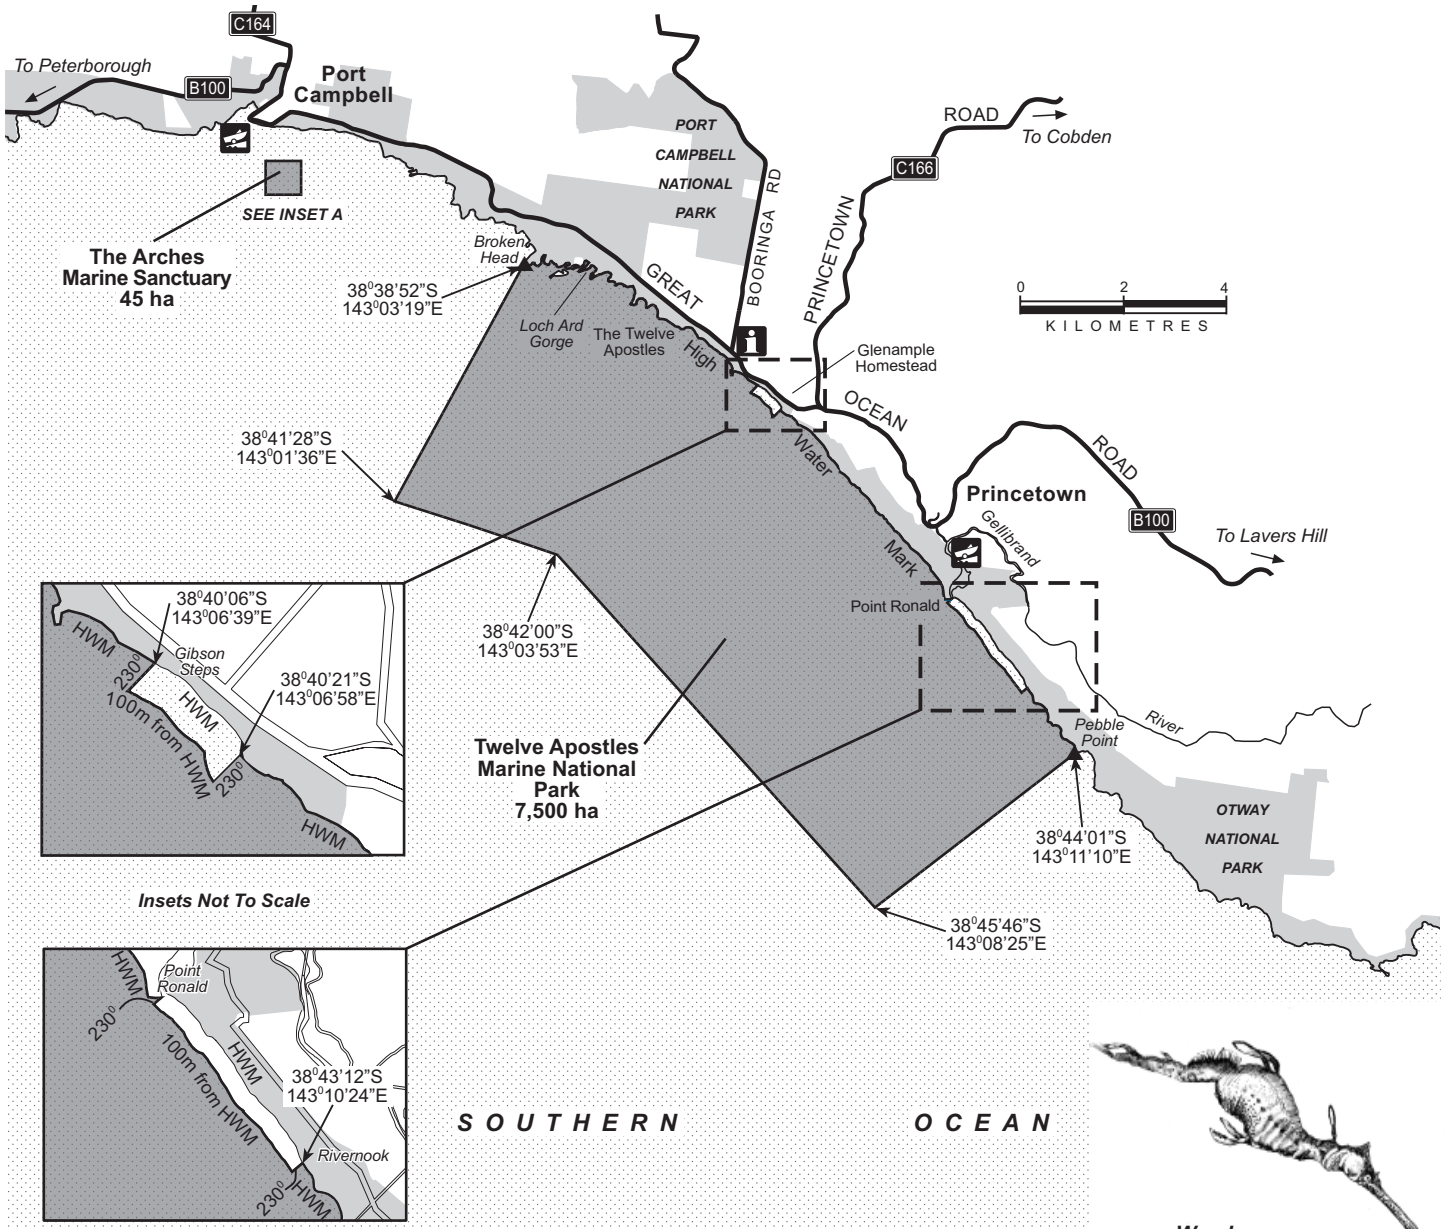 C164
To Peterborough
B100
Port
Campbell
SEE INSET A
The Arches
Marine Sanctuary
45 ha
PORT
CAMPBELL
NATIONAL
PARK
BOORINGA RD
PRINCETOWN
ROAD
To Cobden
C166
0 2 4
KILOMETRES
Broken
Head
38⁰38’52”S
143⁰03’19”E
Loch Ard
Gorge
The Twelve
Apostles
GREAT
High
Glenample
Homestead
OCEAN
Water
ROAD
38⁰41’28”S
143⁰01’36”E
Princetown
Gellibrand
B100
To Lavers Hill
Mark
Point Ronald
38⁰42’00”S
143⁰03’53”E
River
Pebble
Point
Twelve Apostles
Marine National
Park
7,500 ha
38⁰44’01”S
143⁰11’10”E
OTWAY
NATIONAL
PARK
38⁰45’46”S
143⁰08’25”E
38⁰40’06”S
143⁰06’39”E
HWM
Gibson
Steps
230⁰
38⁰40’21”S
143⁰06’58”E
HWM
100m from HWM
230⁰
HWM
Insets Not To Scale
HWM
Point
Ronald
230⁰
100m from HWM
HWM
38⁰43’12”S
143⁰10’24”E
Rivernook
230⁰
HWM
SOUTHERN OCEAN